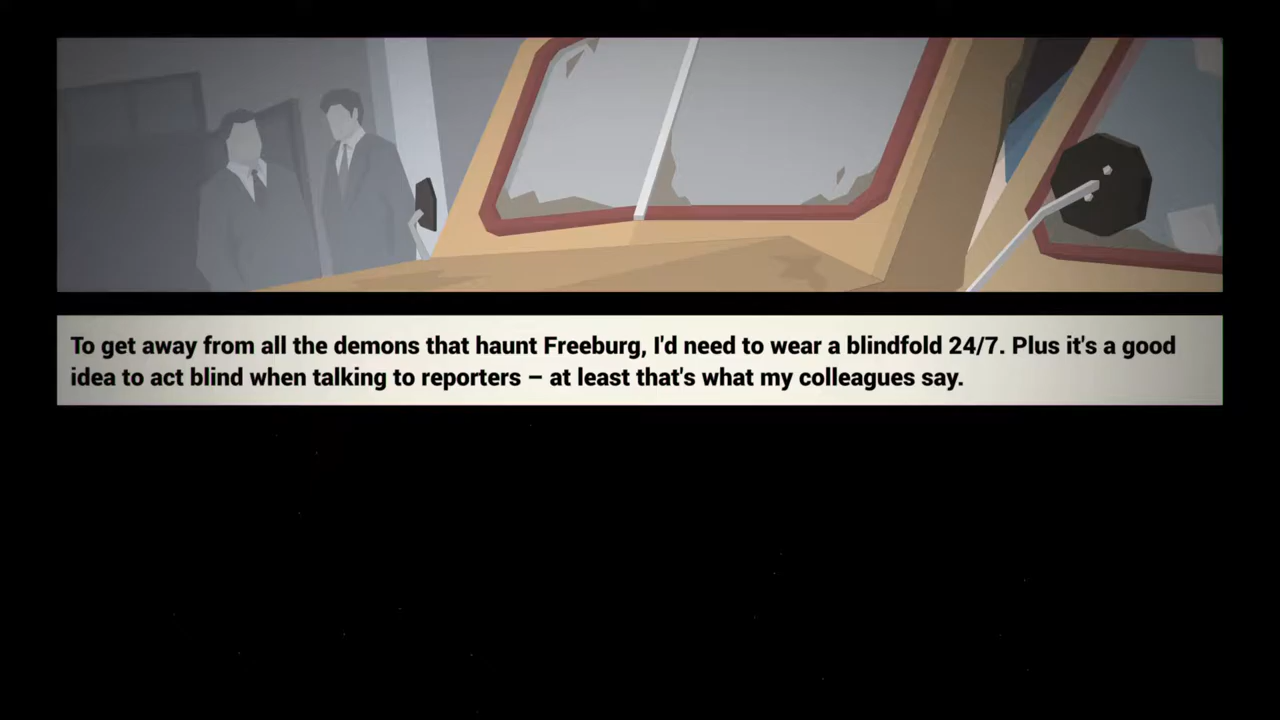 To get away from all the demons that haunt Freeburg, I'd need to wear a blindfold 24/7. Plus it's a good
idea to act blind when talking to reporters – at least that's what my colleagues say.